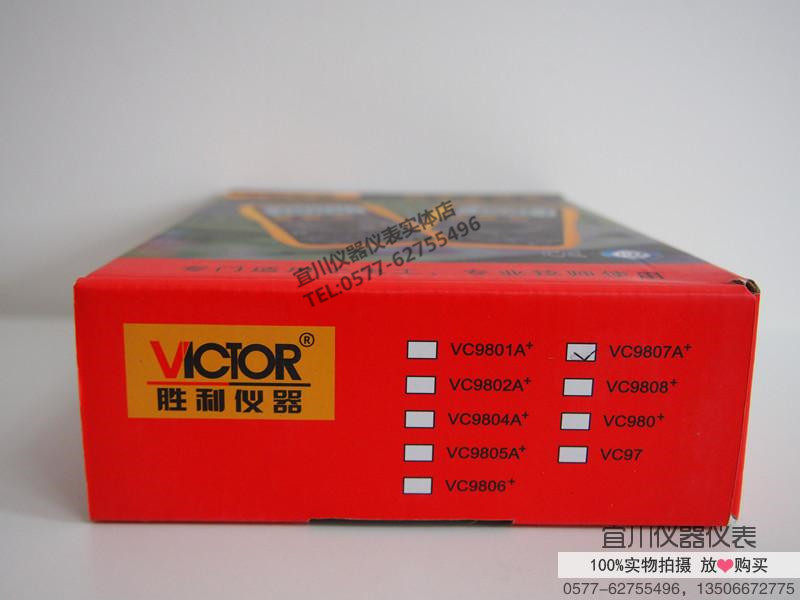 宜川仪器仪表实体店
TEL:0577-62755496
VICTOR®
胜利仪器
VC9801A+
VC9802A+
VC9804A+
VC9805A+
VC9806+
VC9807A+
VC9808+
VC980+
VC97
宜川仪器仪表
100%实物拍摄 放❤购买
0577-62755496, 13506672775